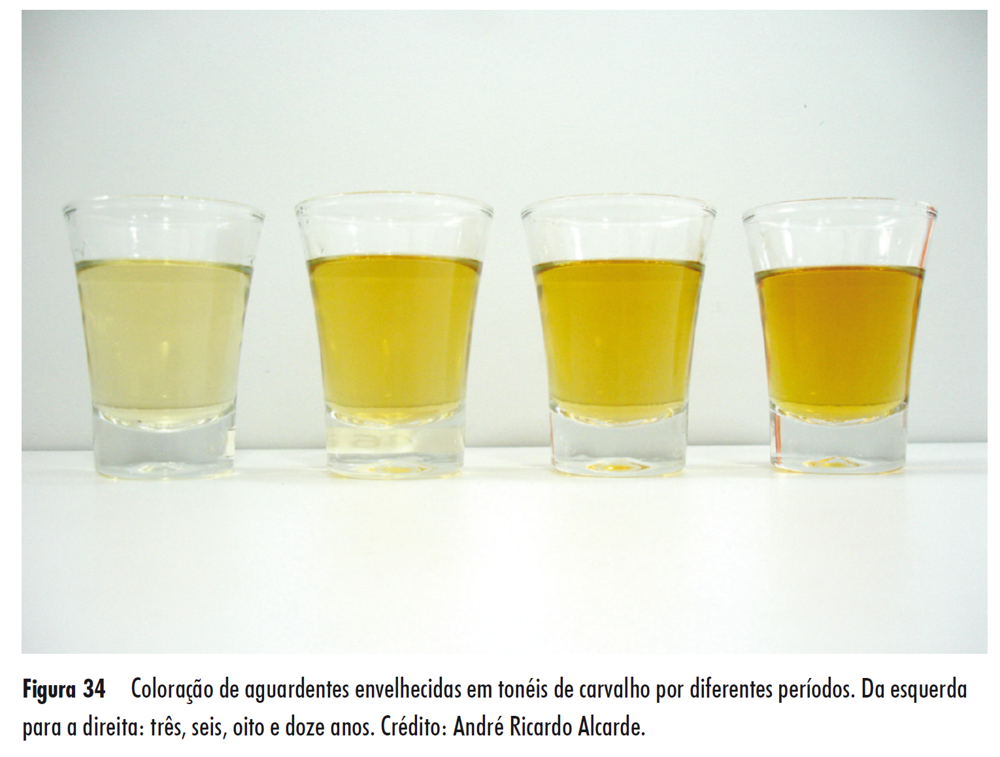 Figura 34 Coloração de aguardentes envelhecidas em tonéis de carvalho por diferentes períodos. Da esquerda
para a direita: três, seis, oito e doze anos. Crédito: André Ricardo Alcarde.